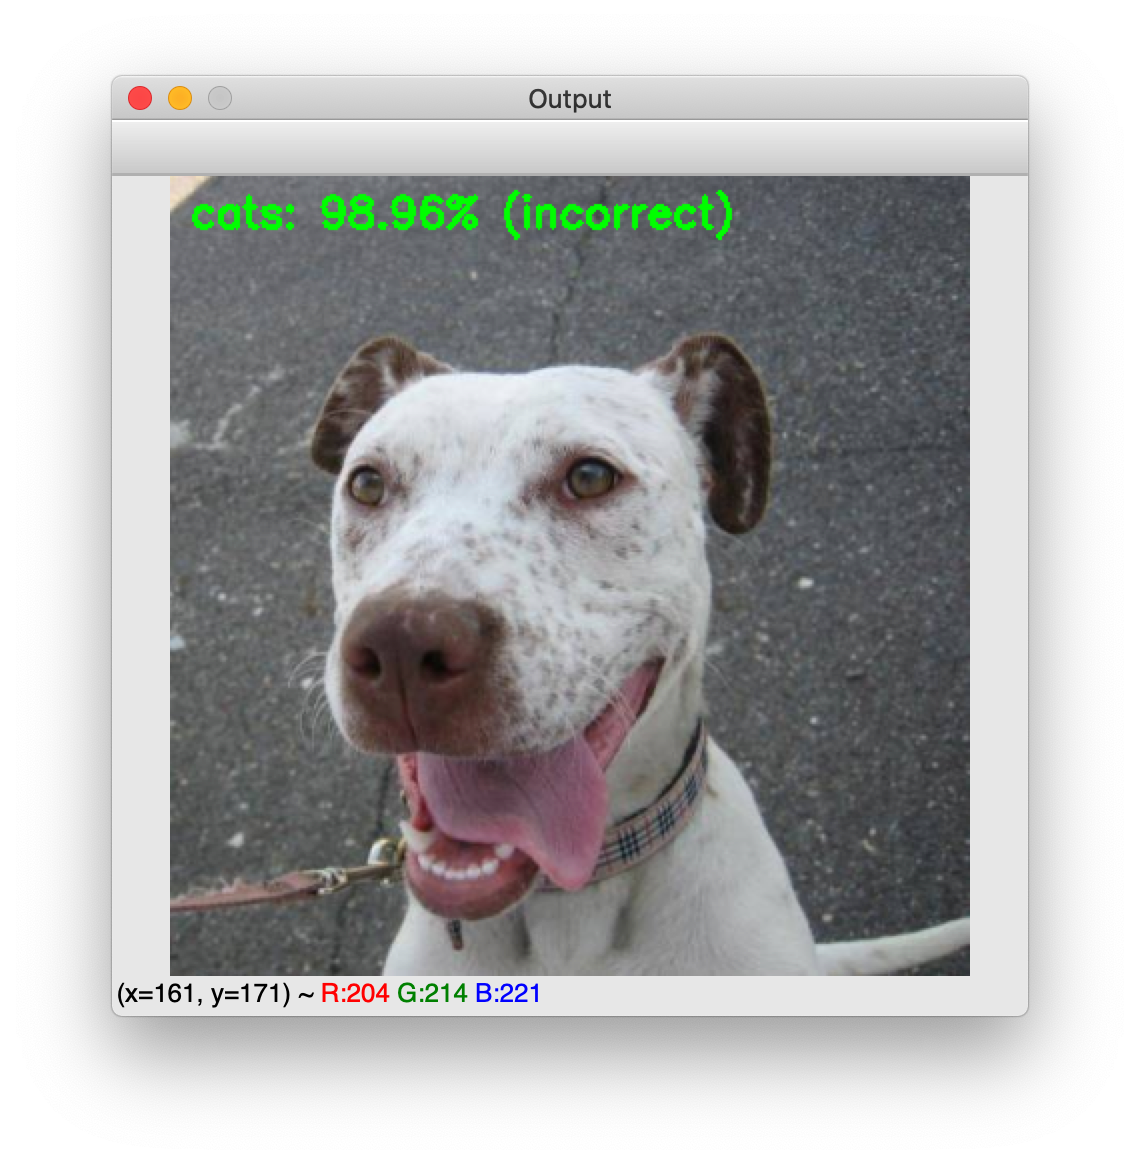 Output
cats: 98.96% (incorrect)
(x=161, y=171) ~ R:204 G:214 B:221